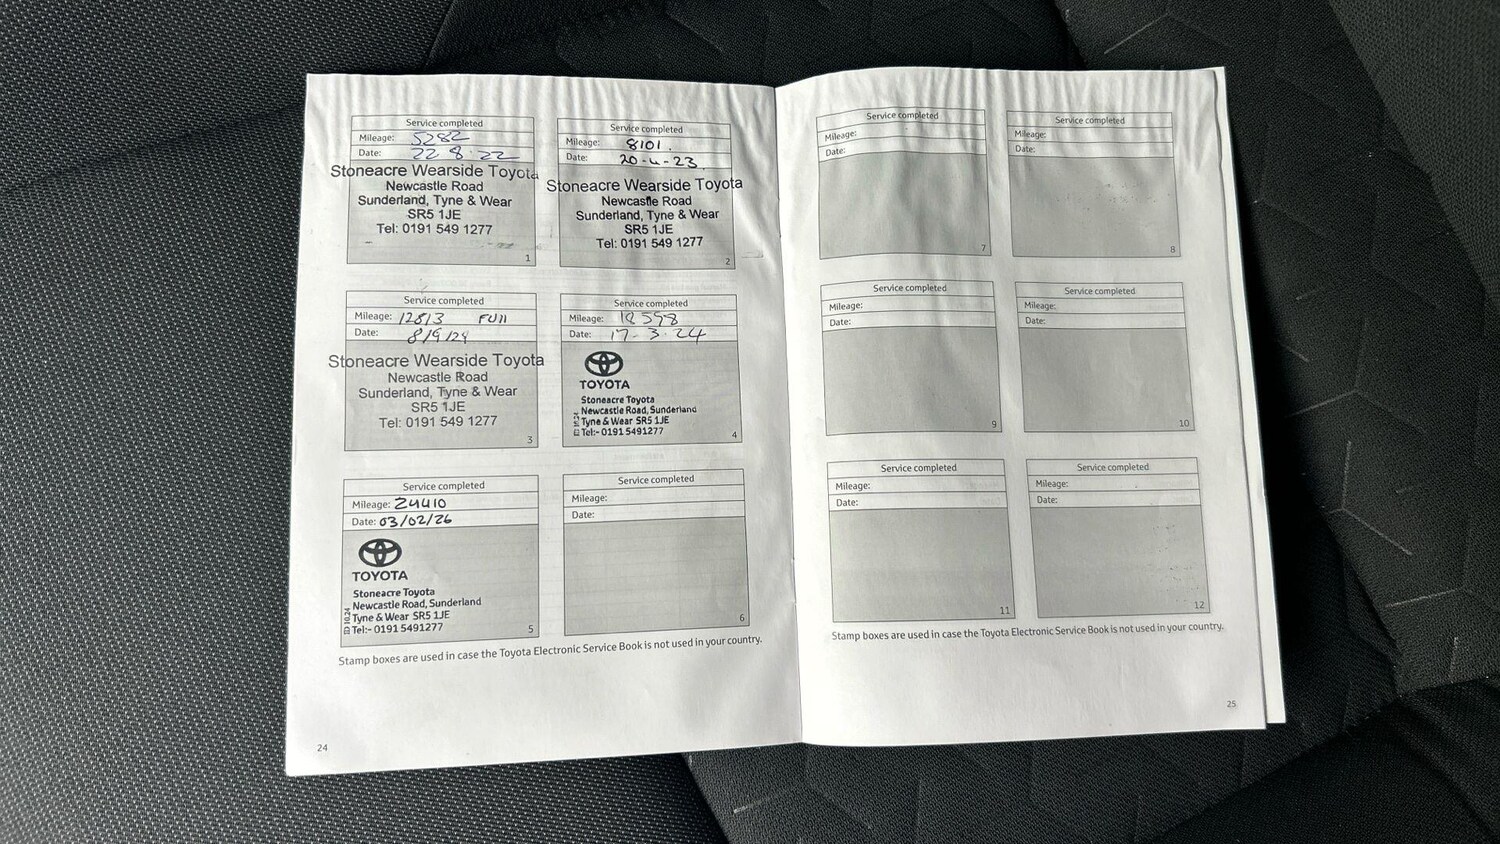 Service completed
Mileage: 5282
Date: 22 8.22
Stoneacre Wearside Toyota
Newcastle Road
Sunderland, Tyne & Wear
SR5 1JE
Tel: 0191 549 1277
1
Service completed
Mileage: 8101.
Date: 20-4-23
Stoneacre Wearside Toyota
Newcastle Road
Sunderland, Tyne & Wear
SR5 1JE
Tel: 0191 549 1277
2
Service completed
Mileage: 12813 FUll
Date:
Stoneacre Wearside Toyota
Newcastle Road
Sunderland, Tyne & Wear
SR5 1JE
Tel: 0191 549 1277
3
Service completed
Mileage:
Date: 17-3.24
TOYOTA
Stoneacre Toyota
Newcastle Road, Sunderland
Tyne & Wear SR5 1JE
Tel:- 0191 5491277
4
Service completed
Mileage: 24410
Date: 03/02/26
TOYOTA
Stoneacre Toyota
Newcastle Road, Sunderland
Tyne & Wear SR5 1JE
Tel:- 0191 5491277
5
Service completed
Mileage:
Date:
6
Stamp boxes are used in case the Toyota Electronic Service Book is not used in your country.
24
Service completed
Mileage:
Date:
7
Service completed
Mileage:
Date:
8
Service completed
Mileage:
Date:
9
Service completed
Mileage:
Date:
10
Service completed
Mileage:
Date:
11
Service completed
Mileage:
Date:
12
Stamp boxes are used in case the Toyota Electronic Service Book is not used in your country.
25